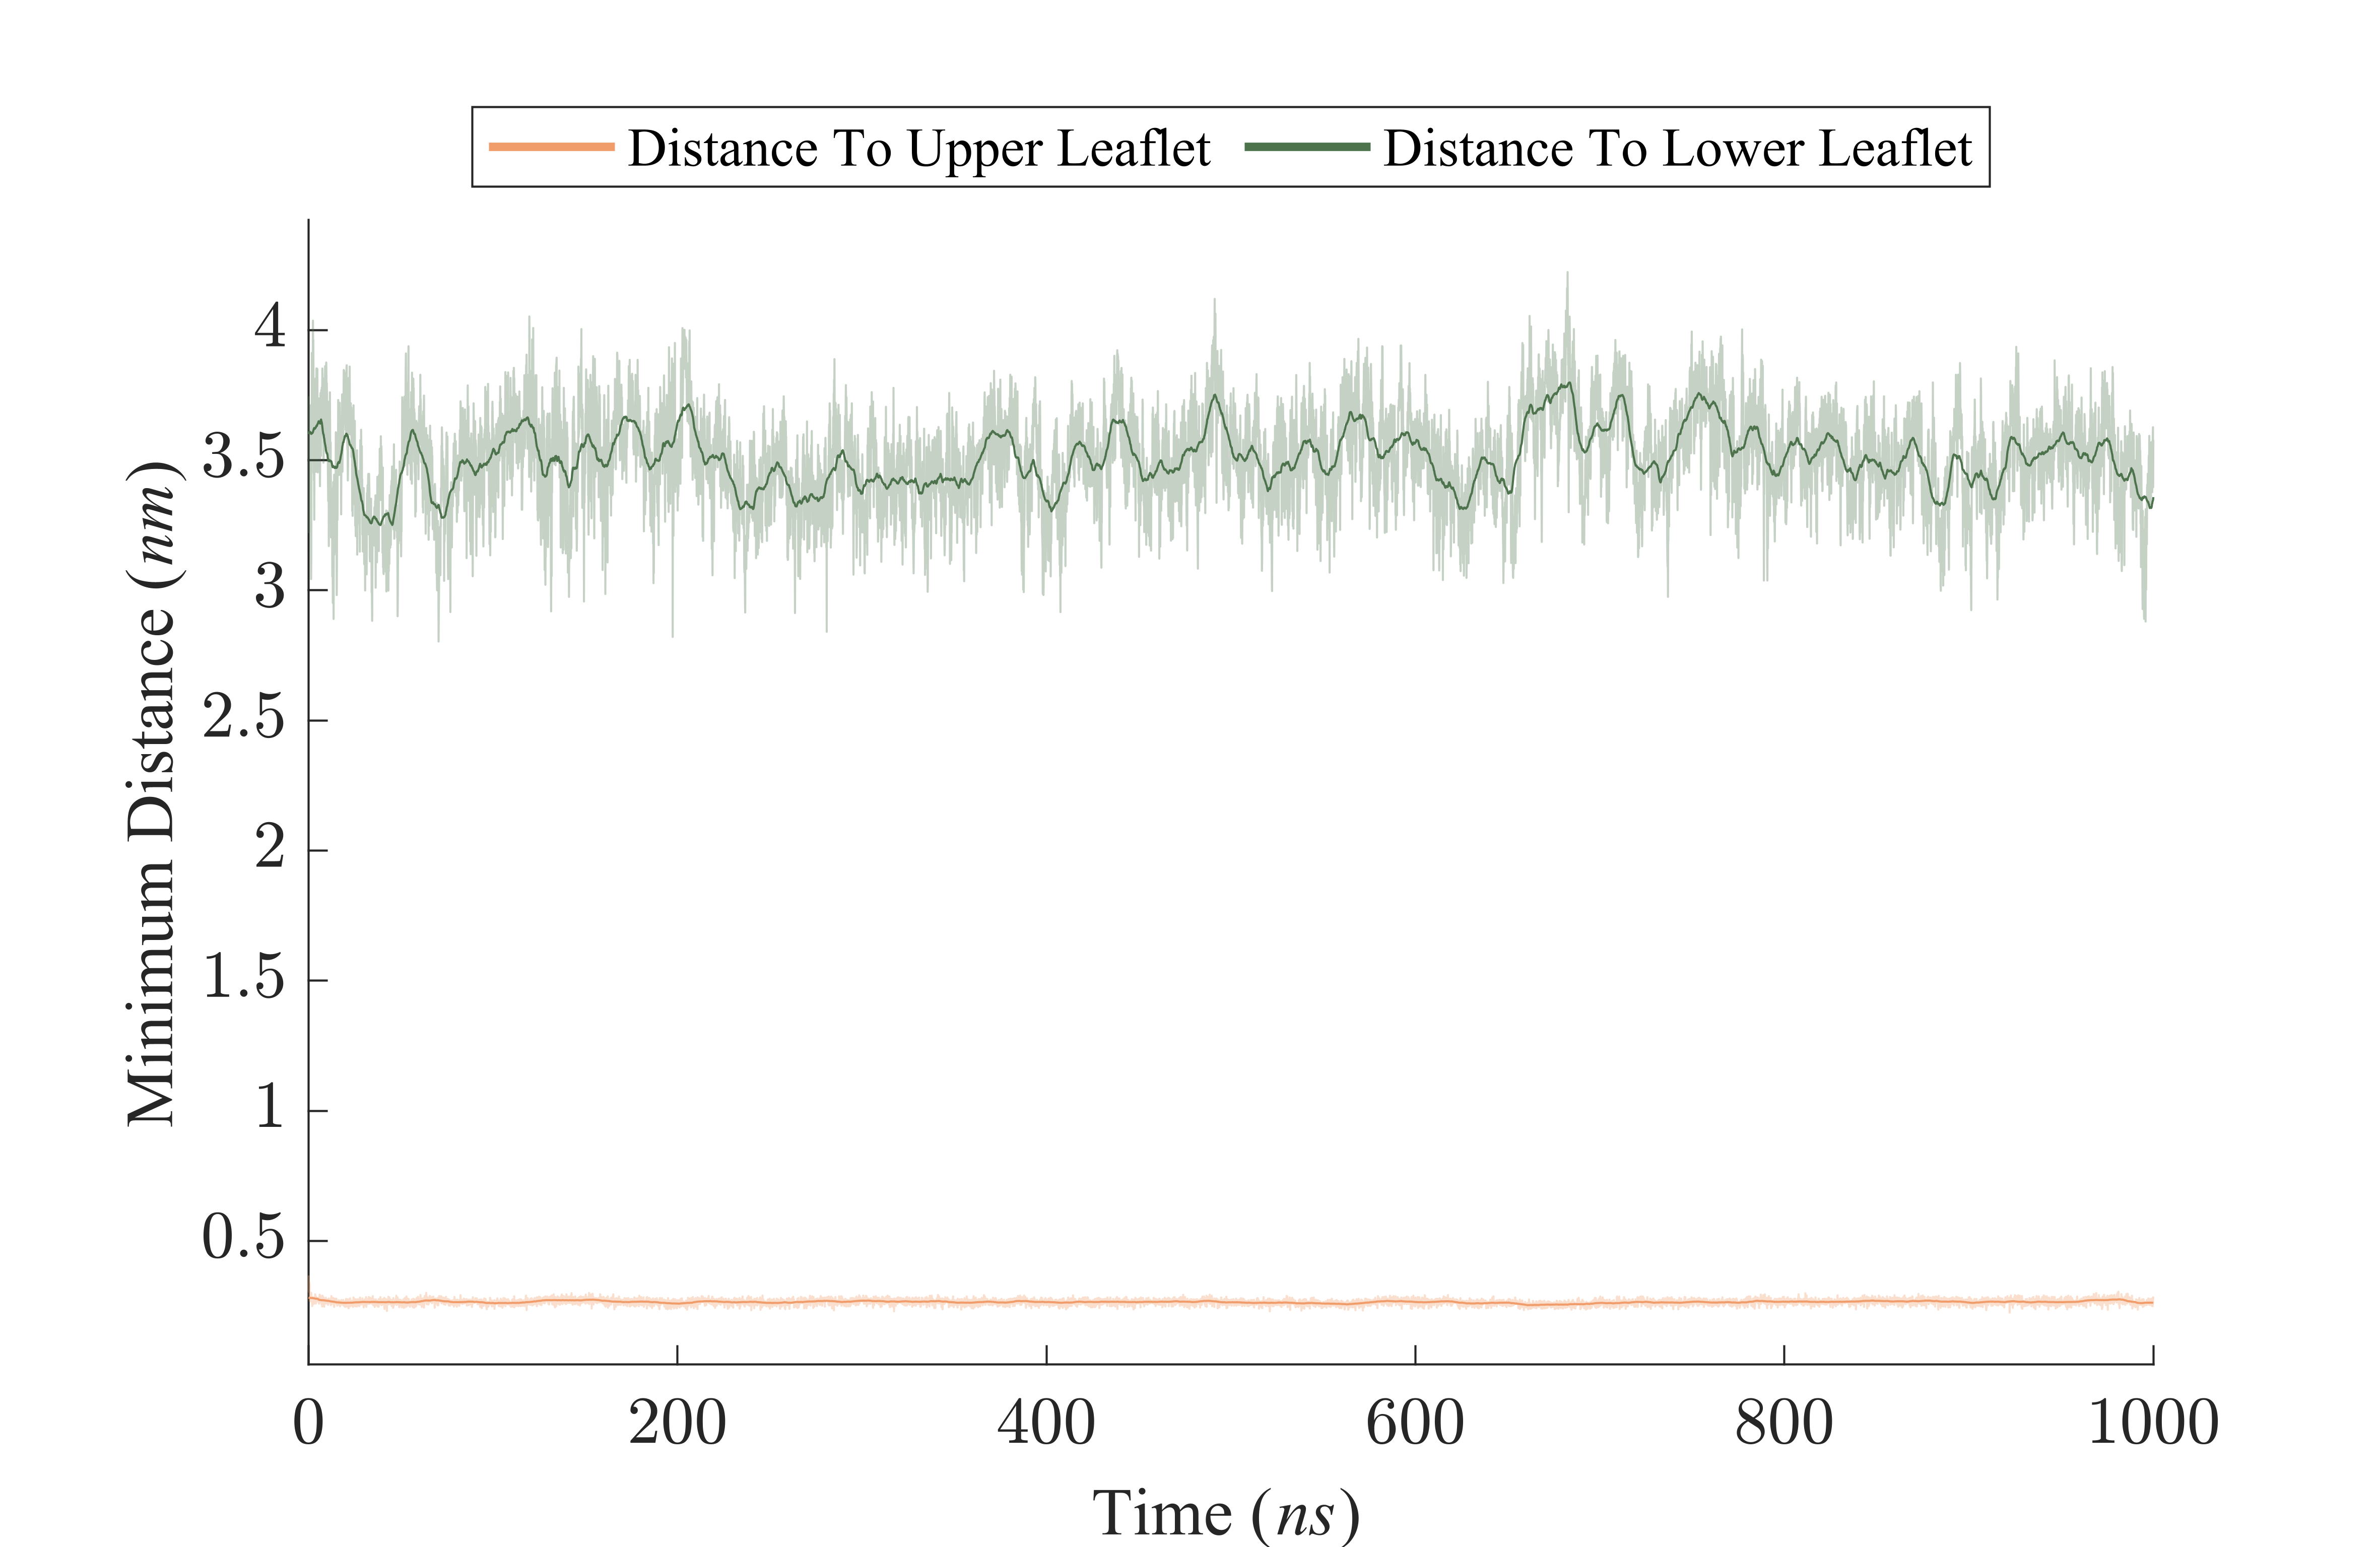 Distance To Upper Leaflet Distance To Lower Leaflet
Minimum Distance (nm)
4
3.5
3
2.5
2
1.5
1
0.5
0 200 400 600 800 1000
Time (ns)